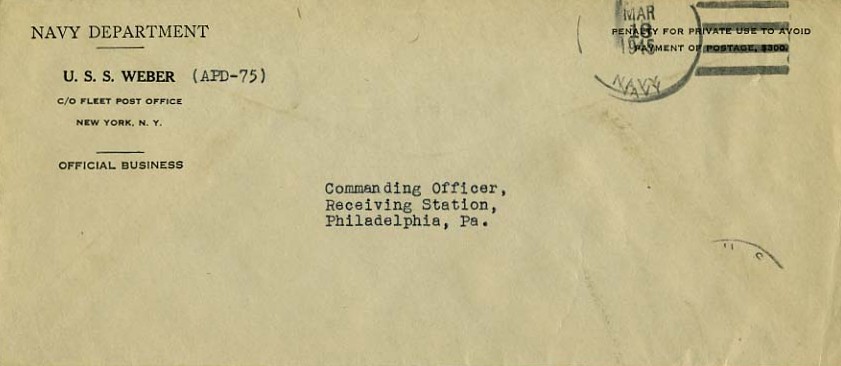 NAVY DEPARTMENT
U. S. S. WEBER (APD-75)
C/O FLEET POST OFFICE
NEW YORK, N. Y.
OFFICIAL BUSINESS
MAR
1945
NAVY
PENALTY FOR PRIVATE USE TO AVOID
PAYMENT OF POSTAGE, $300.
Commanding Officer,
Receiving Station,
Philadelphia, Pa.